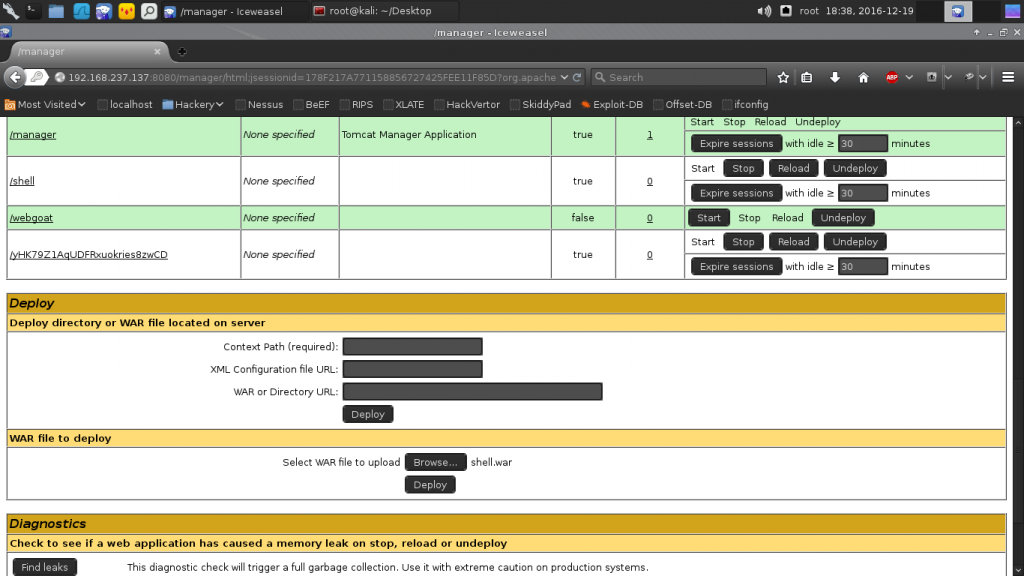 /manager - Iceweasel
root@kali: ~/Desktop
root 18:38, 2016-12-19
/manager - Iceweasel
/manager
192.168.237.137:8080/manager/html;jsessionid=178F217A771158856727425FEE11F85D?org.apache
Search
ABP
Most Visited
localhost
Hackery
Nessus
BeEF
RIPS
XLATE
HackVertor
SkiddyPad
Exploit-DB
Offset-DB
ifconfig
/manager None specified Tomcat Manager Application true 1 Start Stop Reload Undeploy
Expire sessions with idle ≥ 30 minutes
/shell None specified true 0 Start Stop Reload Undeploy
Expire sessions with idle ≥ 30 minutes
/webgoat None specified false 0 Start Stop Reload Undeploy
/yHK79Z1AqUDFRxuokries8zwCD None specified true 0 Start Stop Reload Undeploy
Expire sessions with idle ≥ 30 minutes
Deploy
Deploy directory or WAR file located on server
Context Path (required):
XML Configuration file URL:
WAR or Directory URL:
Deploy
WAR file to deploy
Select WAR file to upload Browse... shell.war
Deploy
Diagnostics
Check to see if a web application has caused a memory leak on stop, reload or undeploy
Find leaks This diagnostic check will trigger a full garbage collection. Use it with extreme caution on production systems.